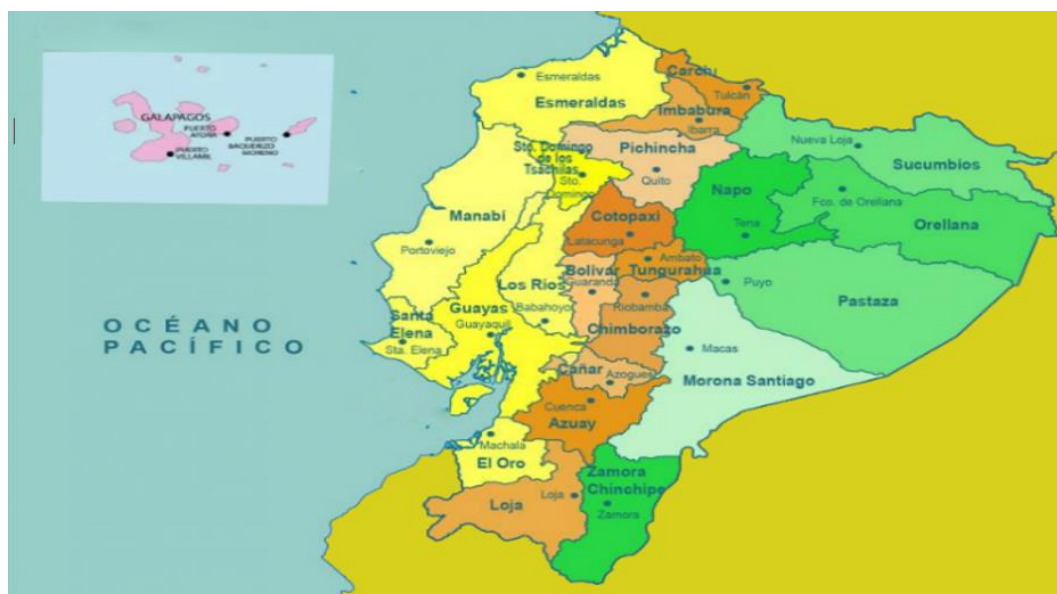 GALAPAGOS
PUERTO
AYORA
PUERTO
BAQUERIZO
MORENO
PUERTO
VILLAMIL
OCÉANO
PACÍFICO
Esmeraldas
Esmeraldas
Carchi
Tulcán
Imbabura
Ibarra
Pichincha
Quito
Sto. Domingo
de los
Tsáchilas
Sto.
Domingo
Nueva Loja
Sucumbios
Napo
Tena
Fco. de Orellana
Orellana
Manabí
Portoviejo
Cotopaxi
Latacunga
Ambato
Tungurahua
Bolívar
Guaranda
Los Ríos
Babahoyo
Puyo
Pastaza
Guayas
Guayaquil
Santa
Elena
Sta. Elena
Riobamba
Chimborazo
Macas
Morona Santiago
Cañar
Azogues
Cuenca
Azuay
Machala
El Oro
Loja
Loja
Zamora
Chinchipe
Zamora